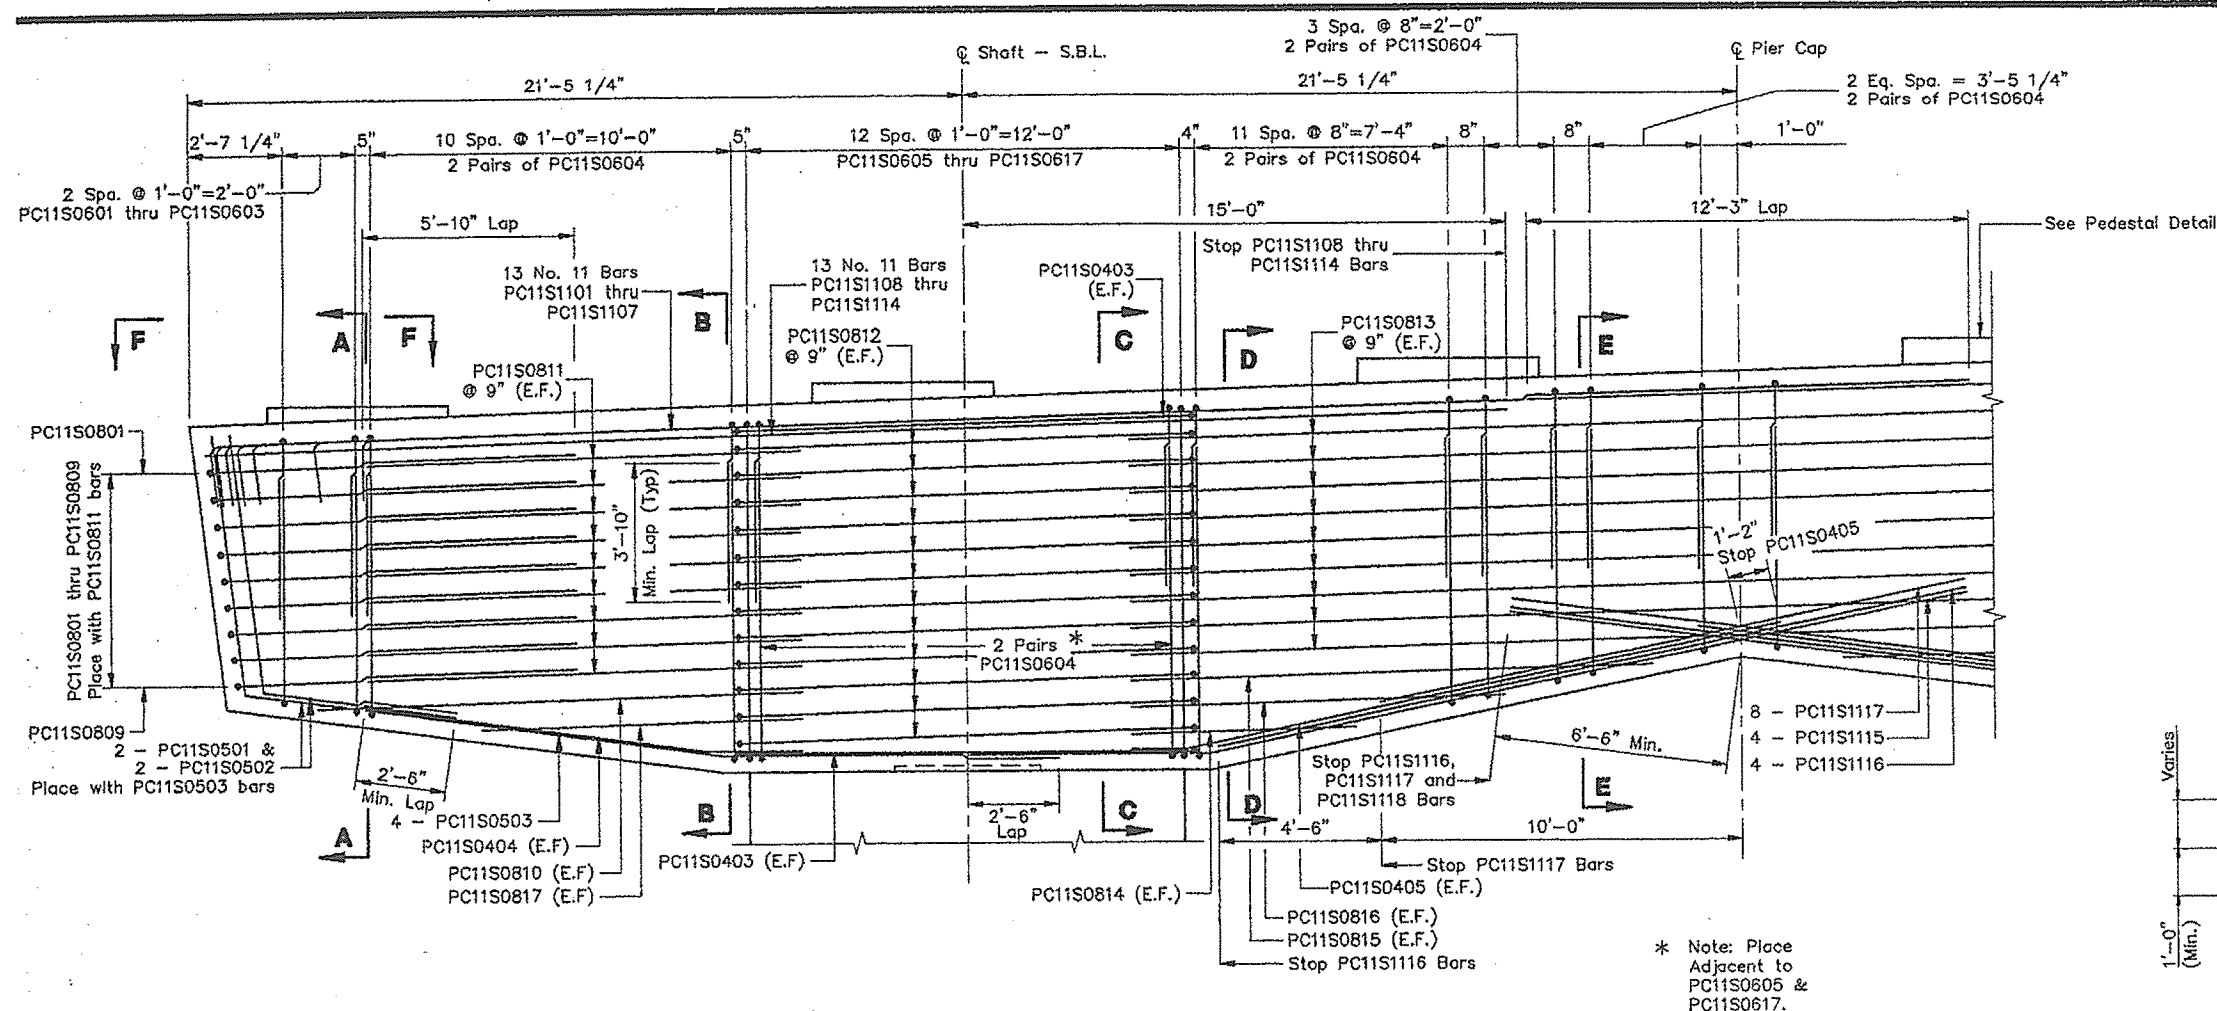 3 Spa. @ 8"=2'-0"
2 Pairs of PC11S0604
℄ Shaft — S.B.L.
℄ Pier Cap
21'-5 1/4"
21'-5 1/4"
2 Eq. Spa. = 3'-5 1/4"
2 Pairs of PC11S0604
2'-7 1/4"
5"
10 Spa. @ 1'-0"=10'-0"
2 Pairs of PC11S0604
5"
12 Spa. @ 1'-0"=12'-0"
PC11S0605 thru PC11S0617
4"
11 Spa. @ 8"=7'-4"
2 Pairs of PC11S0604
8"
8"
1'-0"
2 Spa. @ 1'-0"=2'-0"
PC11S0601 thru PC11S0603
5'-10" Lap
15'-0"
12'-3" Lap
See Pedestal Detail
Stop PC11S1108 thru
PC11S1114 Bars
13 No. 11 Bars
PC11S1101 thru
PC11S1107
13 No. 11 Bars
PC11S1108 thru
PC11S1114
PC11S0403
(E.F.)
F
A
F
B
C
D
E
PC11S0811
@ 9" (E.F.)
PC11S0812
@ 9" (E.F.)
PC11S0813
@ 9" (E.F.)
PC11S0801
PC11S0801 thru PC11S0809
Place with PC11S0811 bars
3'-10"
Min. Lap (Typ)
1'-2"
Stop PC11S0405
2 Pairs *
PC11S0604
PC11S0809
2 - PC11S0501 &
2 - PC11S0502
Place with PC11S0503 bars
2'-6"
Min. Lap
4 - PC11S0503
PC11S0404 (E.F)
PC11S0810 (E.F)
PC11S0817 (E.F)
A
B
PC11S0403 (E.F)
2'-6"
Lap
C
D
E
Stop PC11S1116,
PC11S1117 and
PC11S1118 Bars
6'-6" Min.
8 - PC11S1117
4 - PC11S1115
4 - PC11S1116
4'-6"
10'-0"
Stop PC11S1117 Bars
PC11S0814 (E.F.)
PC11S0405 (E.F.)
PC11S0816 (E.F.)
PC11S0815 (E.F.)
Stop PC11S1116 Bars
* Note: Place
Adjacent to
PC11S0605 &
PC11S0617.
Varies
1'-0"
(Min.)